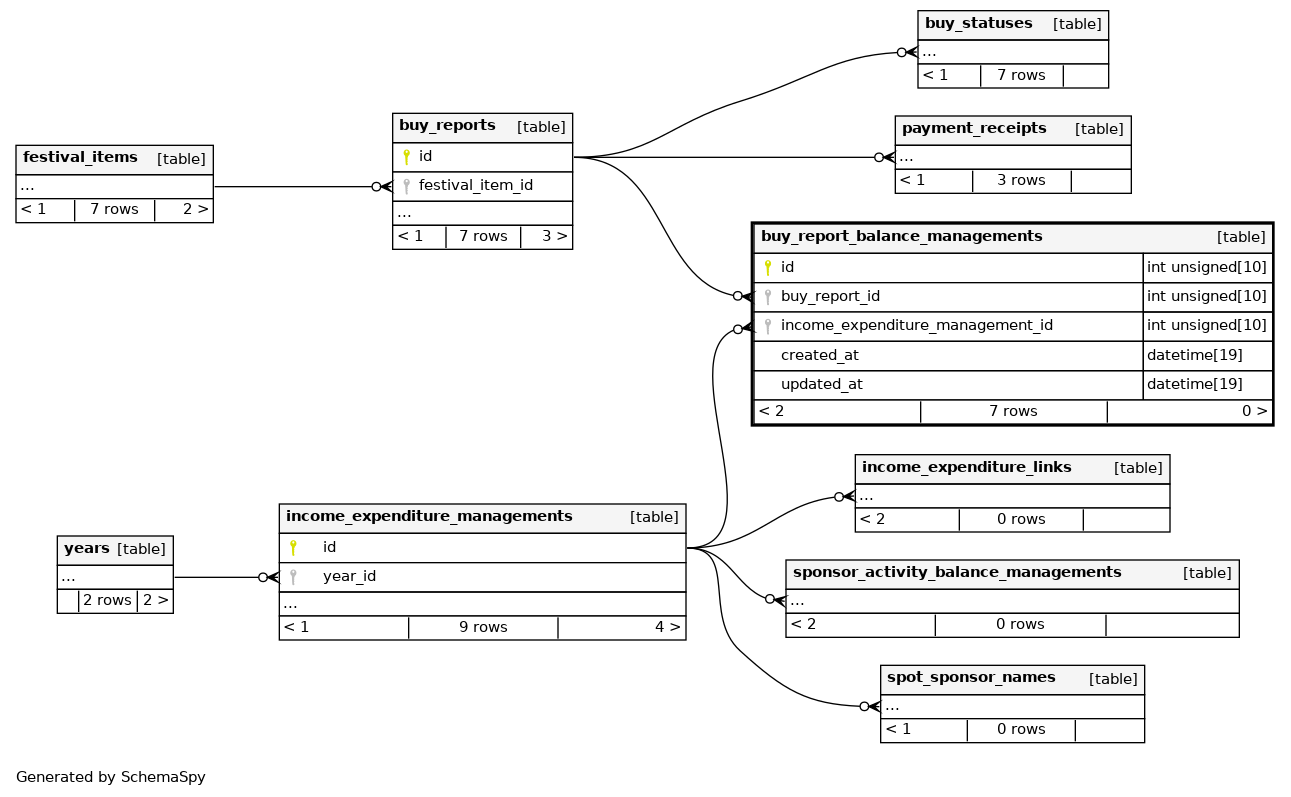 buy_statuses [table]
...
< 1 7 rows
buy_reports [table]
id
festival_item_id
...
< 1 7 rows 3 >
payment_receipts [table]
...
< 1 3 rows
festival_items [table]
...
< 1 7 rows 2 >
buy_report_balance_managements [table]
id int unsigned[10]
buy_report_id int unsigned[10]
income_expenditure_management_id int unsigned[10]
created_at datetime[19]
updated_at datetime[19]
< 2 7 rows 0 >
income_expenditure_links [table]
...
< 2 0 rows
income_expenditure_managements [table]
id
year_id
...
< 1 9 rows 4 >
years [table]
...
2 rows 2 >
sponsor_activity_balance_managements [table]
...
< 2 0 rows
spot_sponsor_names [table]
...
< 1 0 rows
Generated by SchemaSpy